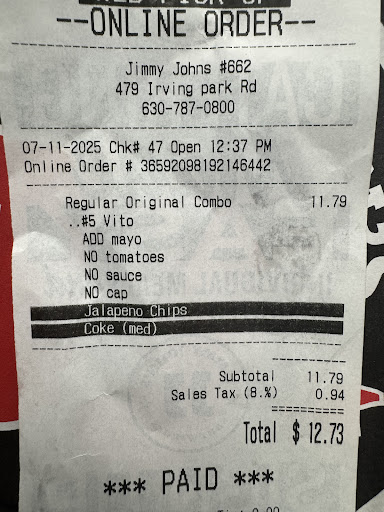 --ONLINE ORDER--
Jimmy Johns #662
479 Irving park Rd
630-787-0800
07-11-2025 Chk# 47 Open 12:37 PM
Online Order # 36592098192146442
Regular Original Combo 11.79
..#5 Vito
ADD mayo
NO tomatoes
NO sauce
NO cap
Jalapeno Chips
Coke (med)
Subtotal 11.79
Sales Tax (8.%) 0.94
Total $ 12.73
*** PAID ***